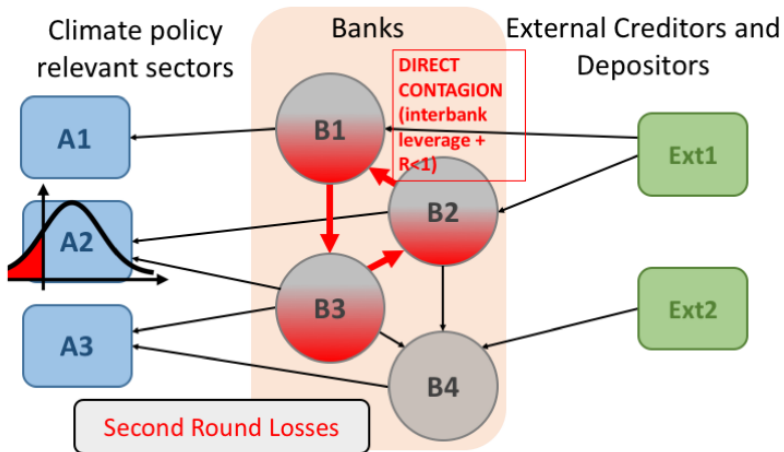 Climate policy
relevant sectors
Banks
External Creditors and
Depositors
DIRECT
CONTAGION
(interbank
leverage +
R<1)
A1
B1
Ext1
A2
B2
B3
Ext2
A3
B4
Second Round Losses